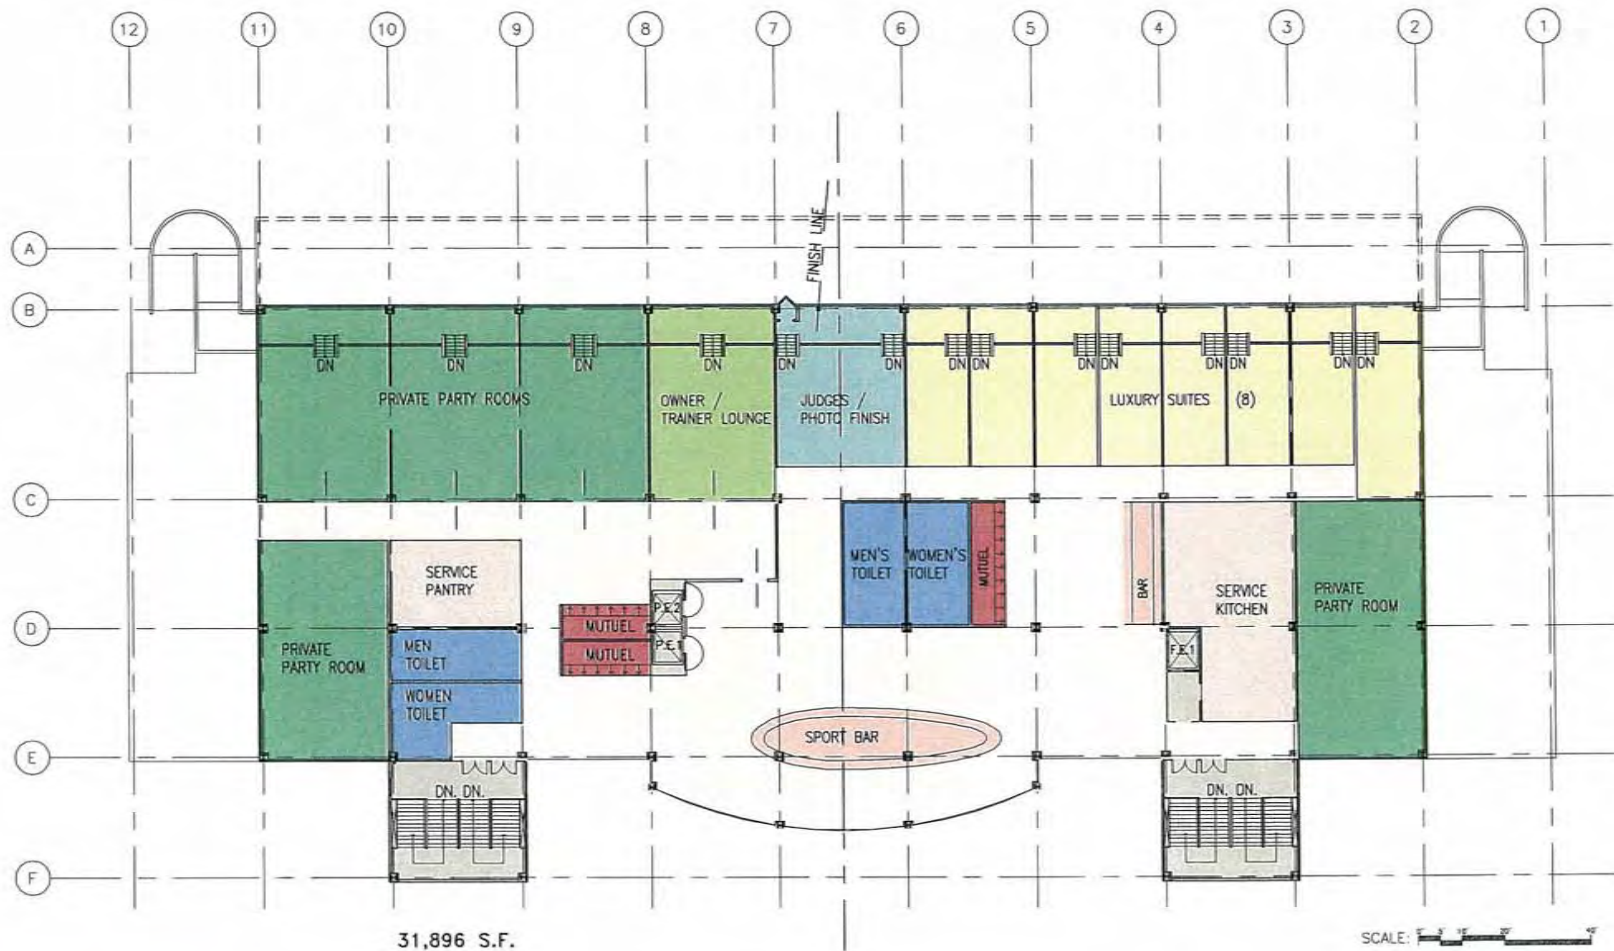 12 11 10 9 8 7 6 5 4 3 2 1
FINISH LINE
A
B
DN DN DN DN DN DN DN DN DN DN DN DN DN DN
PRIVATE PARTY ROOMS
OWNER /
TRAINER LOUNGE
JUDGES /
PHOTO FINISH
LUXURY SUITES (8)
C
MEN'S
TOILET
WOMEN'S
TOILET
MUTUEL
BAR
SERVICE
KITCHEN
PRIVATE
PARTY ROOM
SERVICE
PANTRY
P.E.2
MUTUEL
D
MUTUEL
P.E.1
F.E.1
PRIVATE
PARTY ROOM
MEN
TOILET
WOMEN
TOILET
SPORT BAR
E
DN. DN.
DN. DN.
F
31,896 S.F.
SCALE: